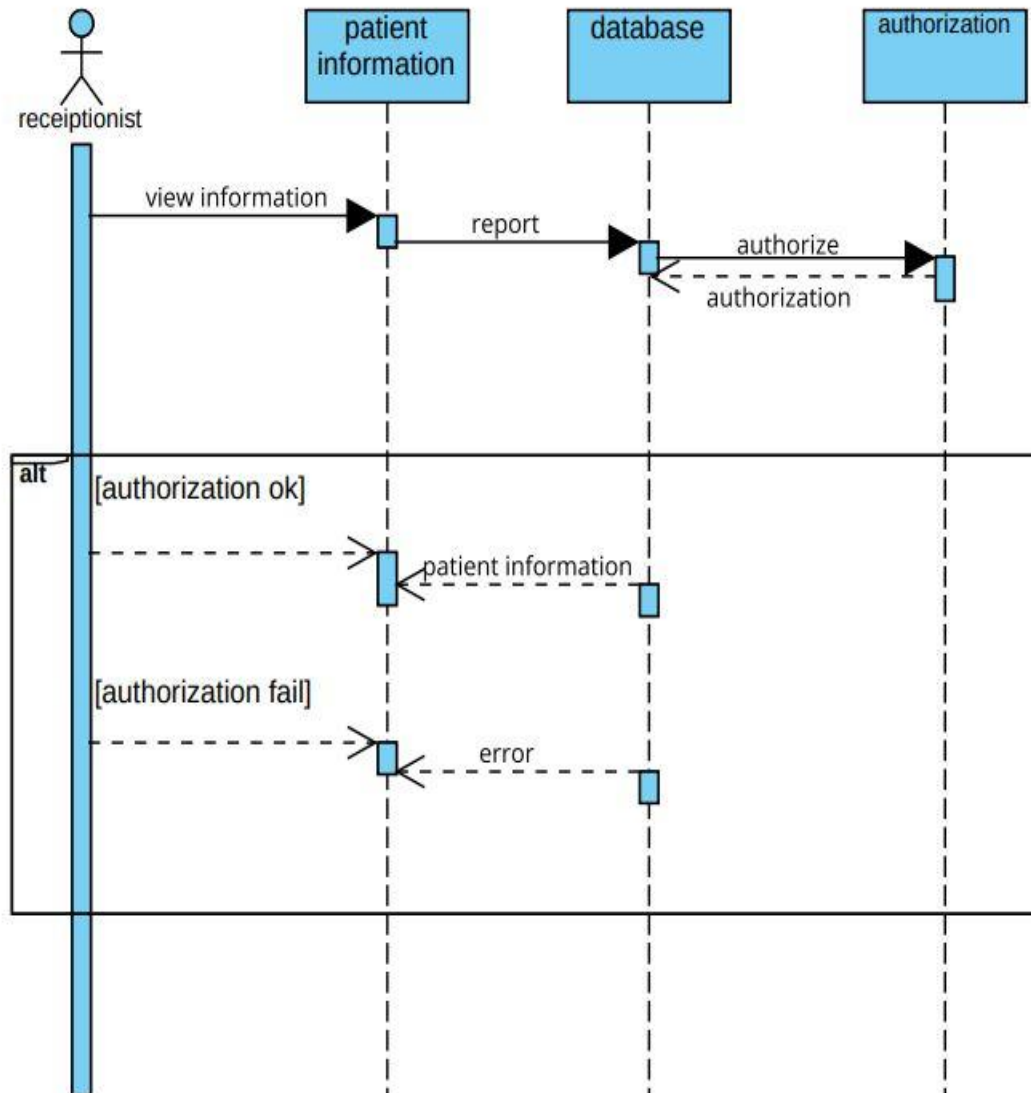 patient
information
database
authorization
receiptionist
view information
report
authorize
authorization
alt
[authorization ok]
patient information
[authorization fail]
error